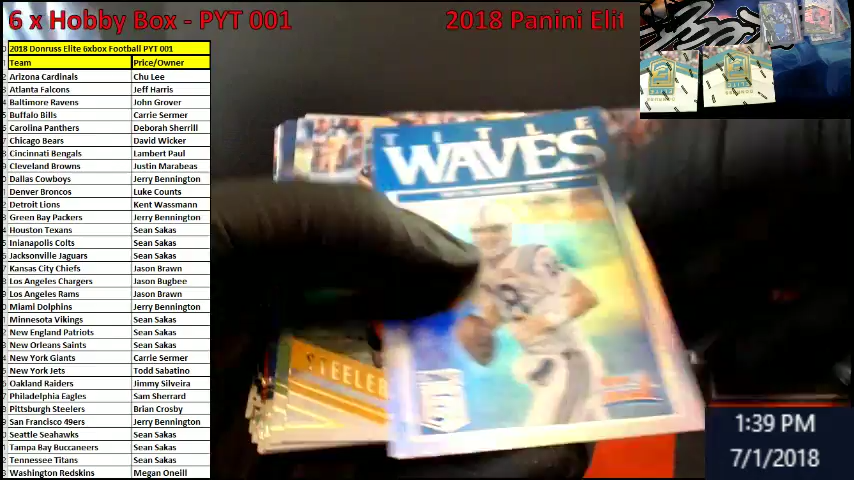 6 x Hobby Box - PYT 001
2018 Panini Elit
2018 Donruss Elite 6xbox Football PYT 001
Team Price/Owner
Arizona Cardinals Chu Lee
Atlanta Falcons Jeff Harris
Baltimore Ravens John Grover
Buffalo Bills Carrie Sermer
Carolina Panthers Deborah Sherrill
Chicago Bears David Wicker
Cincinnati Bengals Lambert Paul
Cleveland Browns Justin Marabeas
Dallas Cowboys Jerry Bennington
Denver Broncos Luke Counts
Detroit Lions Kent Wassmann
Green Bay Packers Jerry Bennington
Houston Texans Sean Sakas
Inianapolis Colts Sean Sakas
Jacksonville Jaguars Sean Sakas
Kansas City Chiefs Jason Brawn
Los Angeles Chargers Jason Bugbee
Los Angeles Rams Jason Brawn
Miami Dolphins Jerry Bennington
Minnesota Vikings Sean Sakas
New England Patriots Sean Sakas
New Orleans Saints Sean Sakas
New York Giants Carrie Sermer
New York Jets Todd Sabatino
Oakland Raiders Jimmy Silveira
Philadelphia Eagles Sam Sherrard
Pittsburgh Steelers Brian Crosby
San Francisco 49ers Jerry Bennington
Seattle Seahawks Sean Sakas
Tampa Bay Buccaneers Sean Sakas
Tennessee Titans Sean Sakas
Washington Redskins Megan Oneill
TITLE
WAVES
STEELER
1:39 PM
7/1/2018